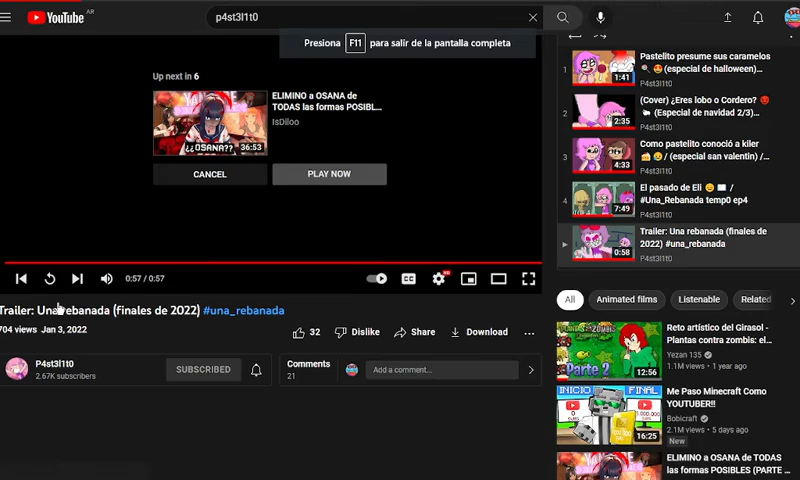 YouTube AR
p4st3l1t0
Presiona F11 para salir de la pantalla completa
Up next in 6
¿¿OSANA??
36:53
ELIMINO a OSANA de
TODAS las formas POSIBL...
IsDiloo
CANCEL
PLAY NOW
0:57 / 0:57
Trailer: Una rebanada (finales de 2022) #una_rebanada
704 views Jan 3, 2022
32
Dislike
Share
Download
P4st3l1t0
2.67K subscribers
SUBSCRIBED
Comments
21
Add a comment...
1
1:41
Pastelito presume sus caramelos
🍭 🤩 (especial de halloween)...
P4st3l1t0
2
2:35
(Cover) ¿Eres lobo o Cordero? 😈
🐑 (Especial de navidad 2/3)
P4st3l1t0
3
4:33
Como pastelito conoció a kiler
🍰 😥 / (especial san valentin) /...
P4st3l1t0
4
7:49
El pasado de Eli 😉 /
#Una_Rebanada temp0 ep4
P4st3l1t0
0:58
Trailer: Una rebanada (finales de
2022) #una_rebanada
P4st3l1t0
All
Animated films
Listenable
Related
Parte 2
12:56
Reto artístico del Girasol -
Plantas contra zombis: el...
Yezan 135
1.1M views • 1 year ago
INICIO
FINAL
16:25
Me Paso Minecraft Como
YOUTUBER!!
Bobicraft
2.1M views • 5 days ago
New
ELIMINO a OSANA de TODAS
las formas POSIBLES (PARTE ...